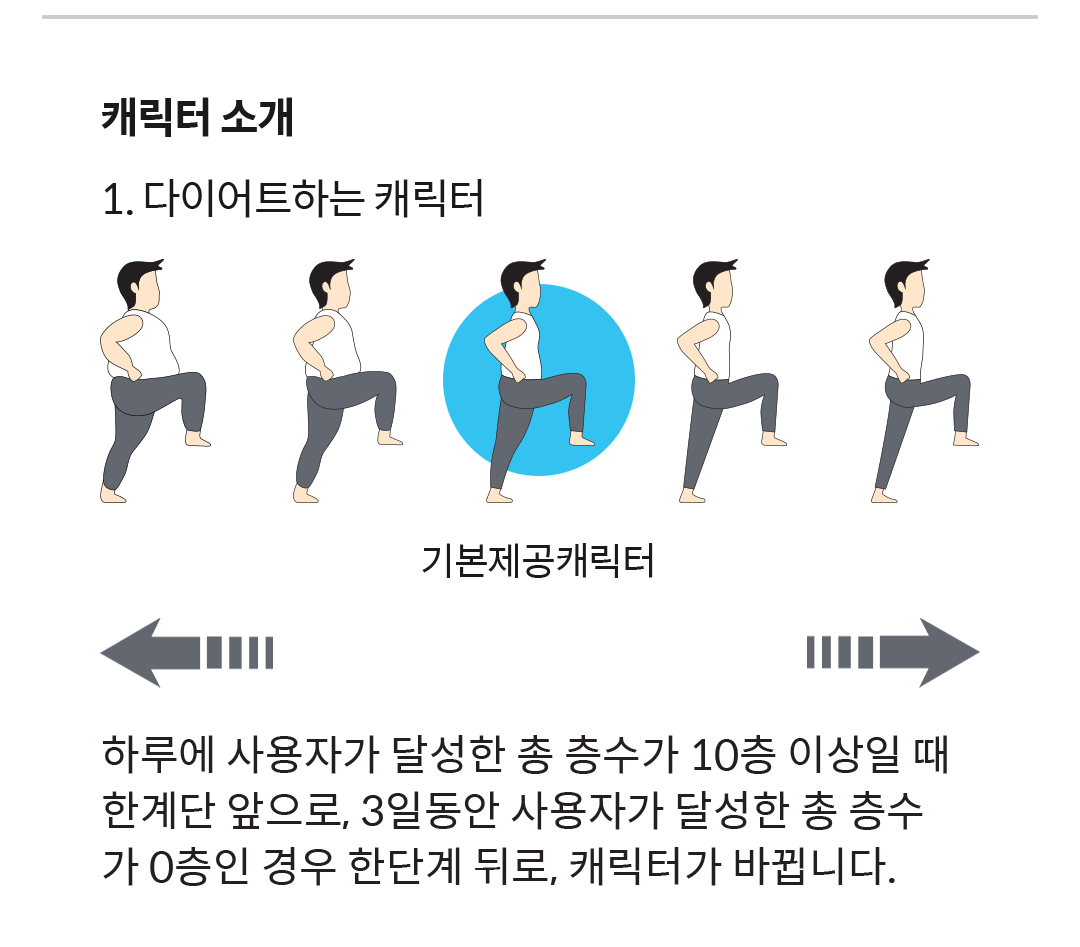 캐릭터 소개
1. 다이어트하는 캐릭터
기본제공캐릭터
하루에 사용자가 달성한 총 층수가 10층 이상일 때
한계단 앞으로, 3일동안 사용자가 달성한 총 층수
가 0층인 경우 한단계 뒤로, 캐릭터가 바뀝니다.